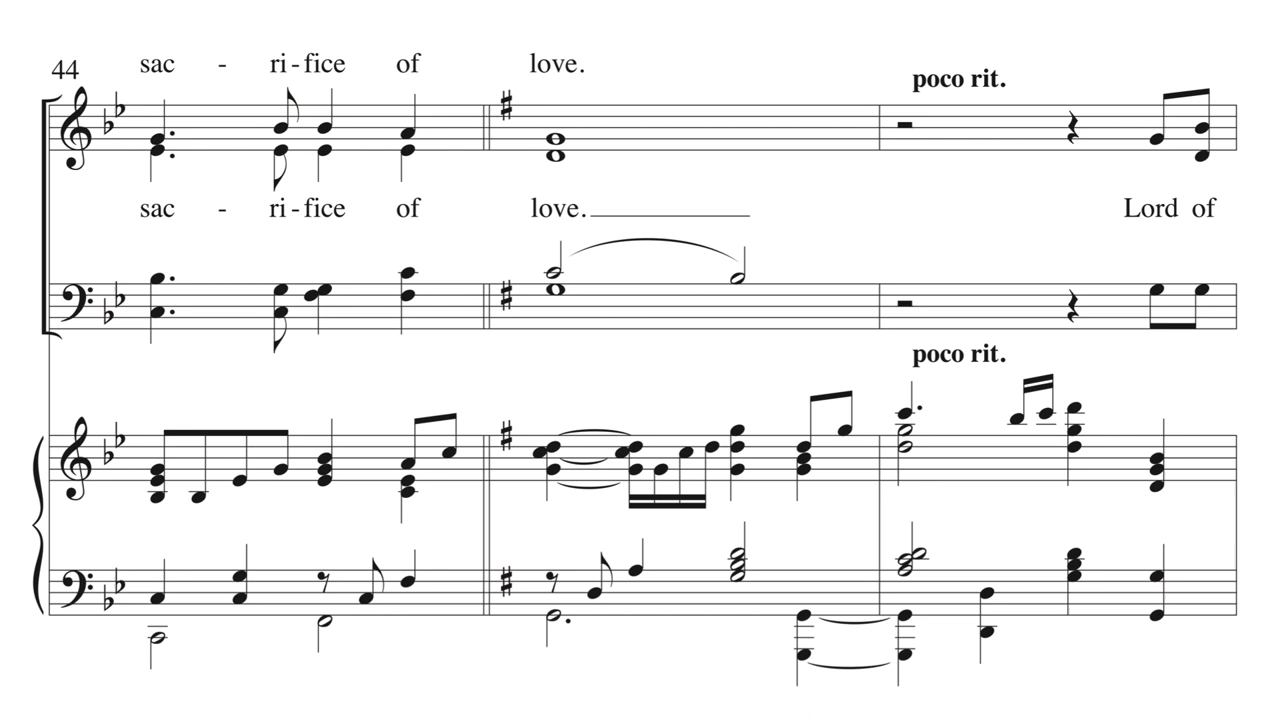 44
sac - ri - fice of love.
poco rit.
sac - ri - fice of love. Lord of
poco rit.